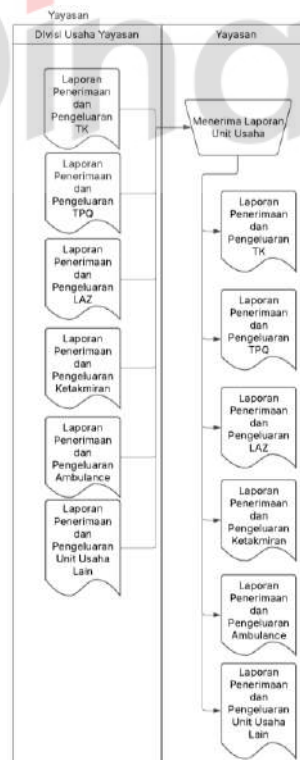 Yayasan
Divisi Usaha Yayasan
Yayasan
Laporan
Penerimaan
dan
Pengeluaran
TK
Laporan
Penerimaan
dan
Pengeluaran
TPQ
Laporan
Penerimaan
dan
Pengeluaran
LAZ
Laporan
Penerimaan
dan
Pengeluaran
Ketakmiran
Laporan
Penerimaan
dan
Pengeluaran
Ambulance
Laporan
Penerimaan
dan
Pengeluaran
Unit Usaha
Lain
Menerima Laporan
Unit Usaha
Laporan
Penerimaan
dan
Pengeluaran
TK
Laporan
Penerimaan
dan
Pengeluaran
TPQ
Laporan
Penerimaan
dan
Pengeluaran
LAZ
Laporan
Penerimaan
dan
Pengeluaran
Ketakmiran
Laporan
Penerimaan
dan
Pengeluaran
Ambulance
Laporan
Penerimaan
dan
Pengeluaran
Unit Usaha
Lain